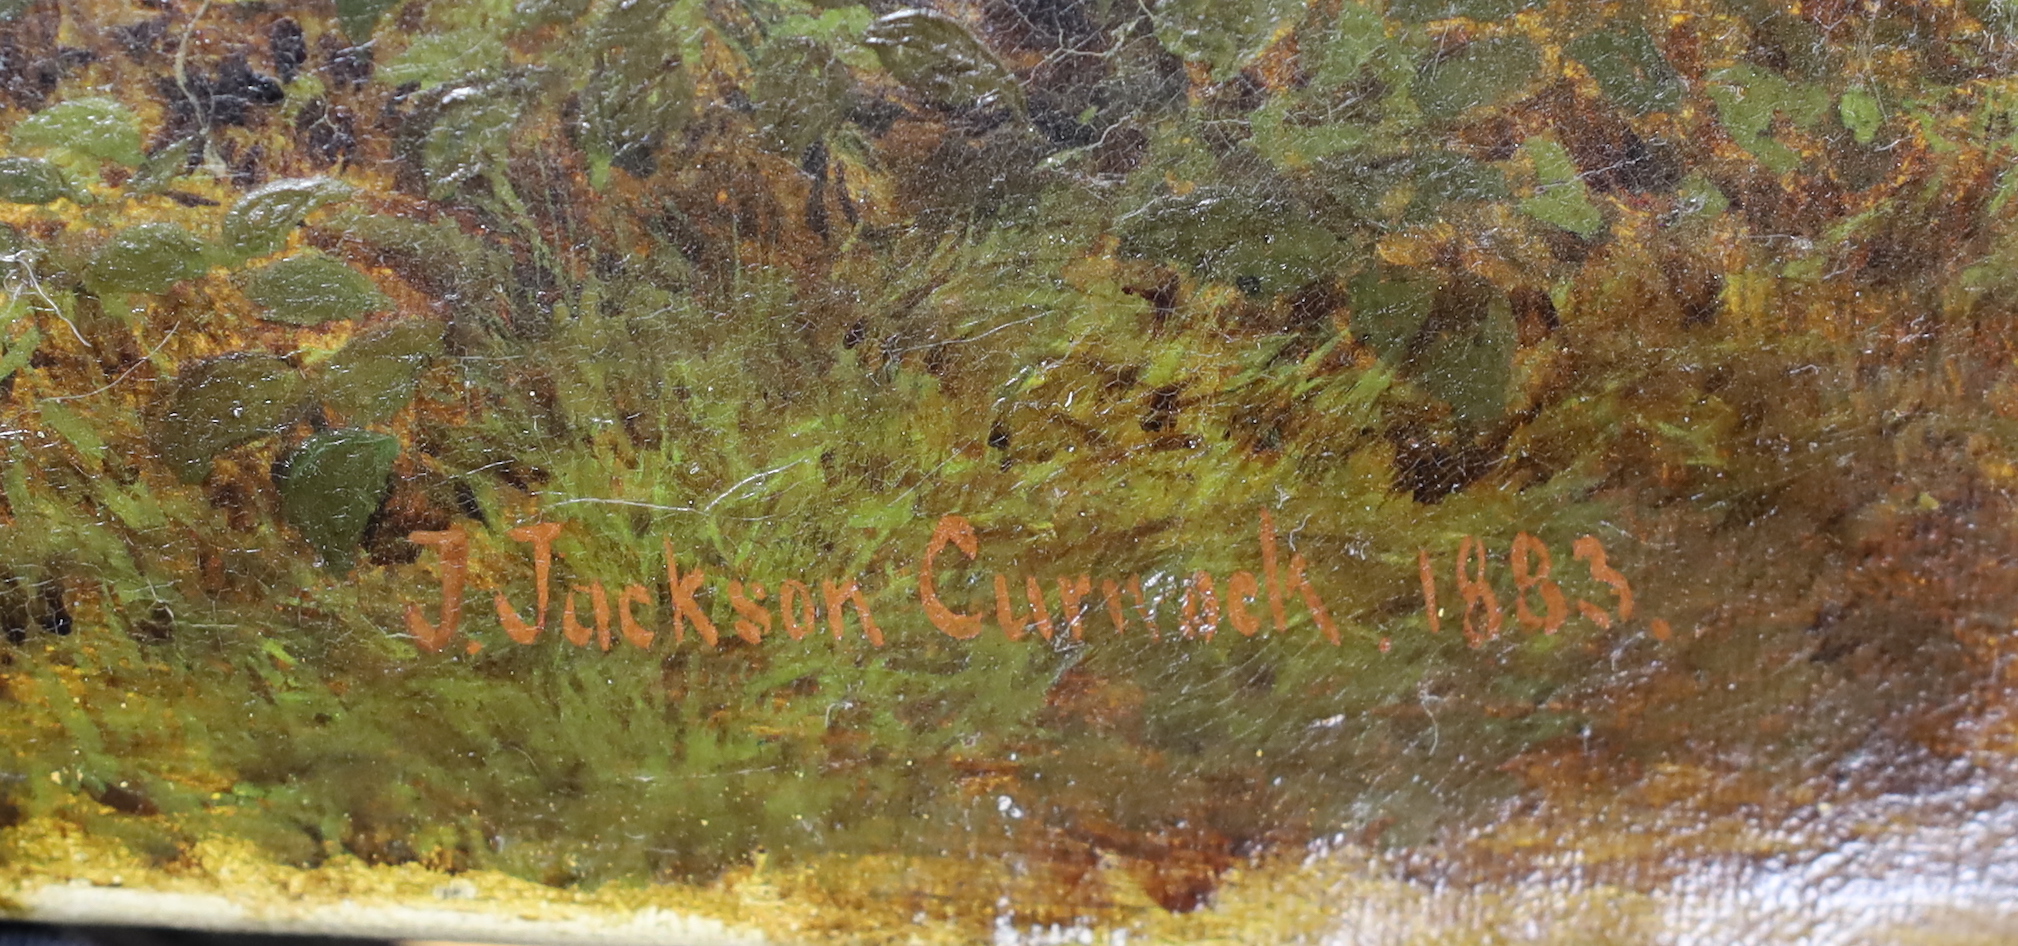 J. Jackson Curnock. 1883.